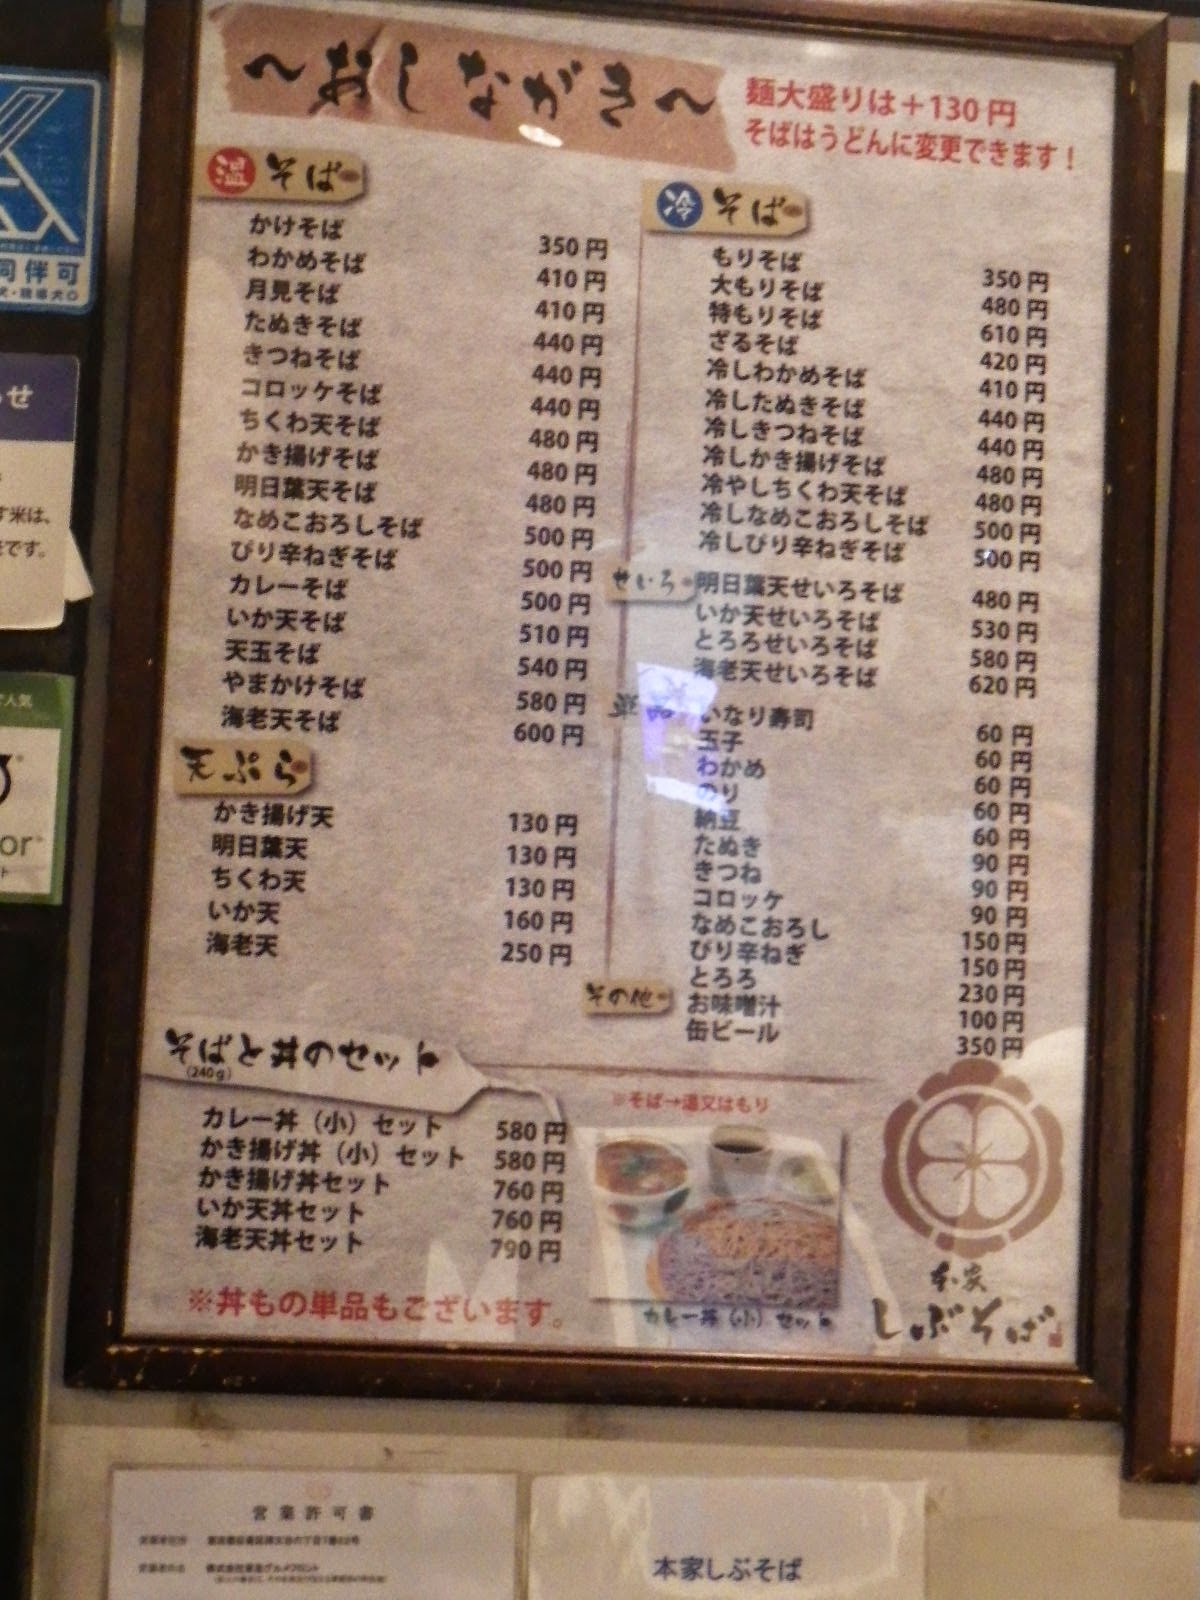 ～おしながき～
麺大盛りは＋130円
そばはうどんに変更できます！
温 そば
かけそば 350円
わかめそば 410円
月見そば 410円
たぬきそば 440円
きつねそば 440円
コロッケそば 440円
ちくわ天そば 480円
かき揚げそば 480円
明日葉天そば 480円
なめこおろしそば 500円
ぴり辛ねぎそば 500円
カレーそば 500円
いか天そば 510円
天玉そば 540円
やまかけそば 580円
海老天そば 600円
天ぷら
かき揚げ天 130円
明日葉天 130円
ちくわ天 130円
いか天 160円
海老天 250円
冷 そば
もりそば 350円
大もりそば 480円
特もりそば 610円
ざるそば 420円
冷しわかめそば 410円
冷したぬきそば 440円
冷しきつねそば 440円
冷しかき揚げそば 480円
冷やしちくわ天そば 480円
冷しなめこおろしそば 500円
冷しぴり辛ねぎそば 500円
せいろ
明日葉天せいろそば 480円
いか天せいろそば 530円
とろろせいろそば 580円
海老天せいろそば 620円
いなり寿司 60円
玉子 60円
わかめ 60円
のり 60円
納豆 60円
たぬき 90円
きつね 90円
コロッケ 90円
なめこおろし 150円
ぴり辛ねぎ 150円
とろろ 230円
その他
お味噌汁 100円
缶ビール 350円
そばと丼のセット
(240g)
カレー丼（小）セット 580円
かき揚げ丼（小）セット 580円
かき揚げ丼セット 760円
いか天丼セット 760円
海老天丼セット 790円
※丼もの単品もございます。
※そば→温又はもり
カレー丼（小）セット
本家
しぶそば
同伴可
せ
す米は、
です。
人気
or
営業許可書
本家しぶそば